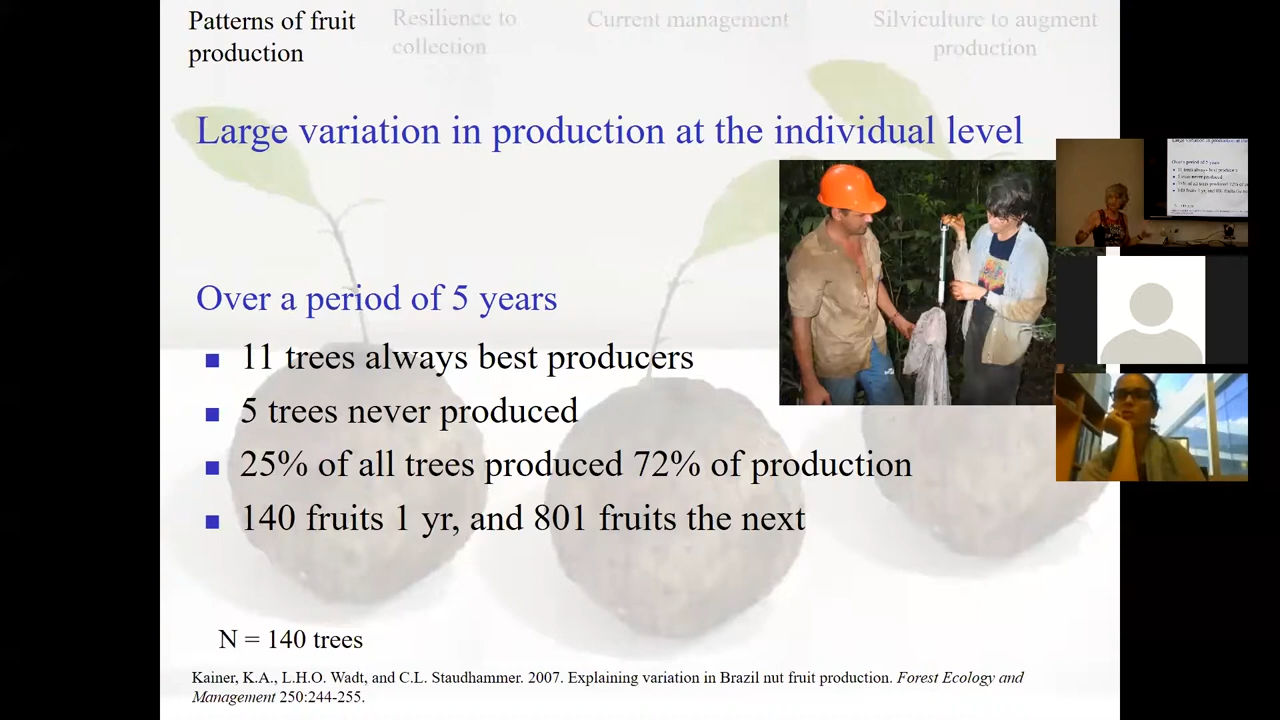 Patterns of fruit
production
Resilience to
collection
Current management
Silviculture to augment
production
Large variation in production at the individual level
Over a period of 5 years
■ 11 trees always best producers
■ 5 trees never produced
■ 25% of all trees produced 72% of production
■ 140 fruits 1 yr, and 801 fruits the next
N = 140 trees
Kainer, K.A., L.H.O. Wadt, and C.L. Staudhammer. 2007. Explaining variation in Brazil nut fruit production. Forest Ecology and
Management 250:244-255.